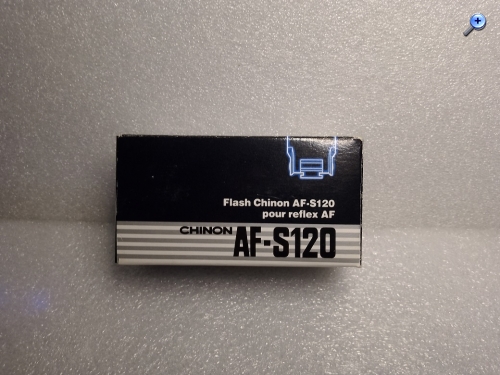 Flash Chinon AF-S120
pour reflex AF
CHINON AF-S120